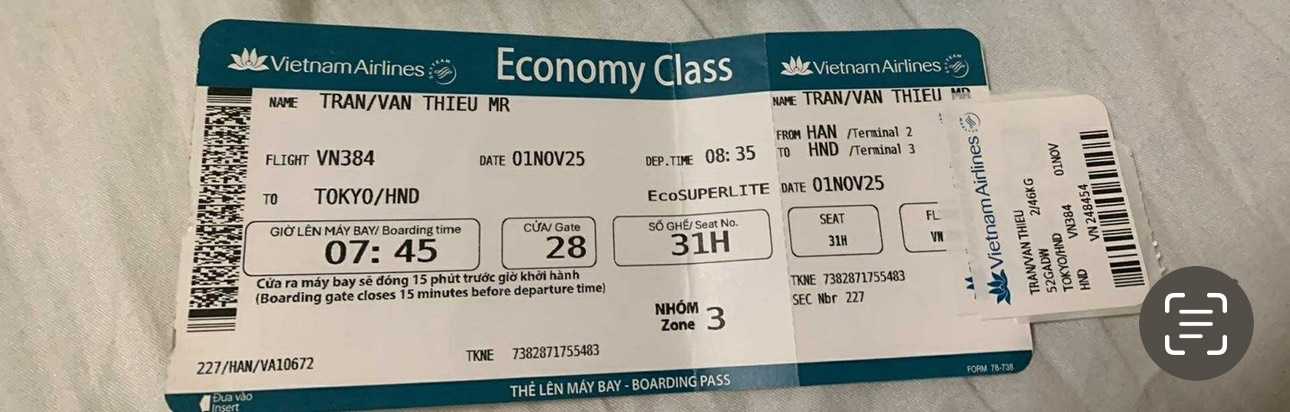 Vietnam Airlines
SKYTEAM
Economy Class
NAME TRAN/VAN THIEU MR
FLIGHT VN384 DATE 01NOV25 DEP.TIME 08:35
TO TOKYO/HND EcoSUPERLITE
GIỜ LÊN MÁY BAY/ Boarding time
07:45
CỬA/ Gate
28
SỐ GHẾ/ Seat No.
31H
Cửa ra máy bay sẽ đóng 15 phút trước giờ khởi hành
(Boarding gate closes 15 minutes before departure time)
NHÓM
Zone 3
227/HAN/VA10672
TKNE 7382871755483
THẺ LÊN MÁY BAY - BOARDING PASS
Đưa vào
Insert
Vietnam Airlines
SKYTEAM
NAME TRAN/VAN THIEU MR
FROM HAN /Terminal 2
TO HND /Terminal 3
DATE 01NOV25
SEAT
31H
FL
VN
TKNE 7382871755483
SEC Nbr 227
FORM 78-738
Vietnam Airlines
TRAN/VAN THIEU
52GADW 2/46KG
TOKYO/HND VN384 01NOV
HND VN 248454